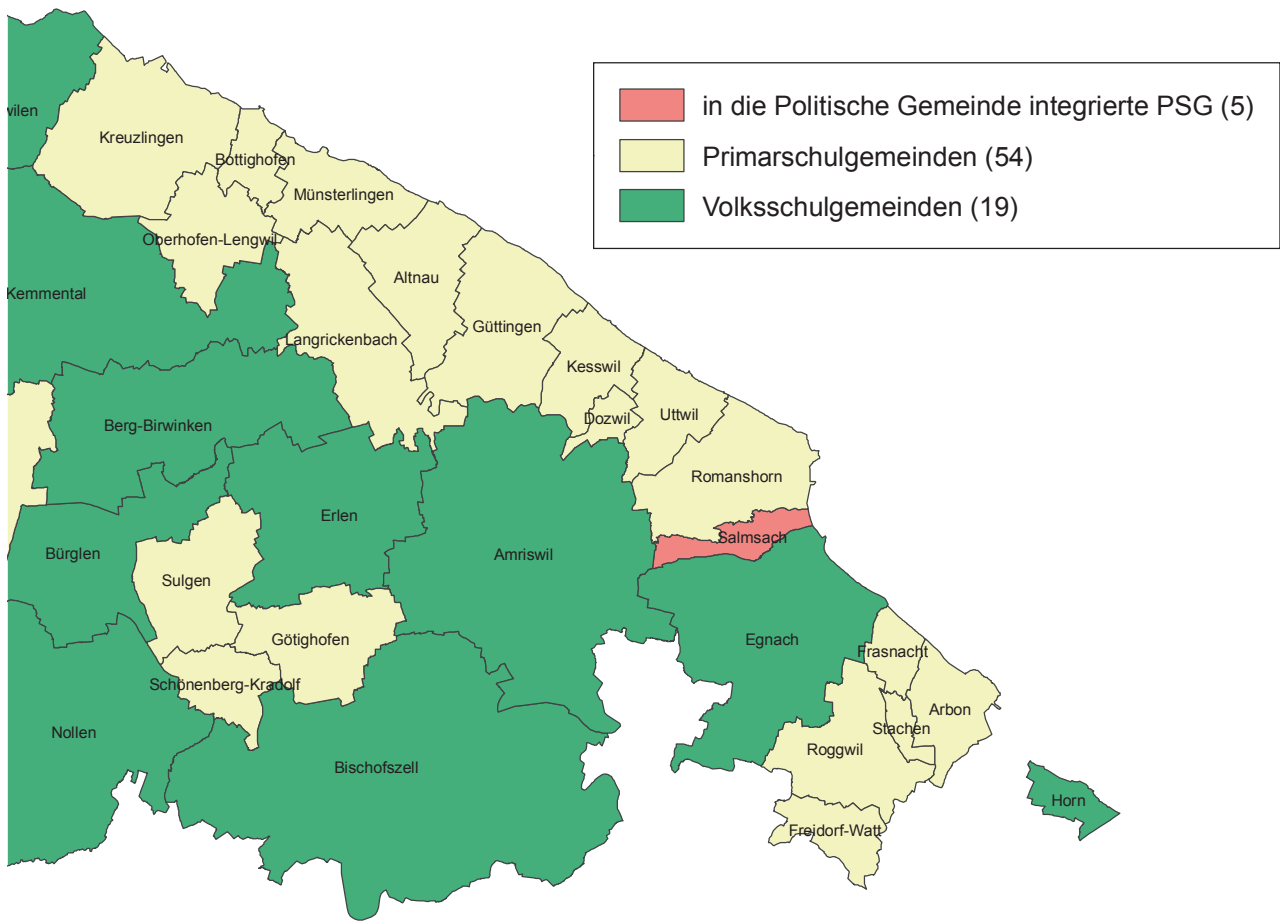 in die Politische Gemeinde integrierte PSG (5)
Primarschulgemeinden (54)
Volksschulgemeinden (19)
wilen
Kreuzlingen
Bottighofen
Münsterlingen
Oberhofen-Lengwil
Altnau
Kemmental
Güttingen
Langrickenbach
Kesswil
Dozwil
Uttwil
Berg-Birwinken
Romanshorn
Erlen
Salmsach
Bürglen
Amriswil
Sulgen
Götighofen
Egnach
Frasnacht
Schönenberg-Kradolf
Arbon
Stachen
Nollen
Roggwil
Bischofszell
Horn
Freidorf-Watt